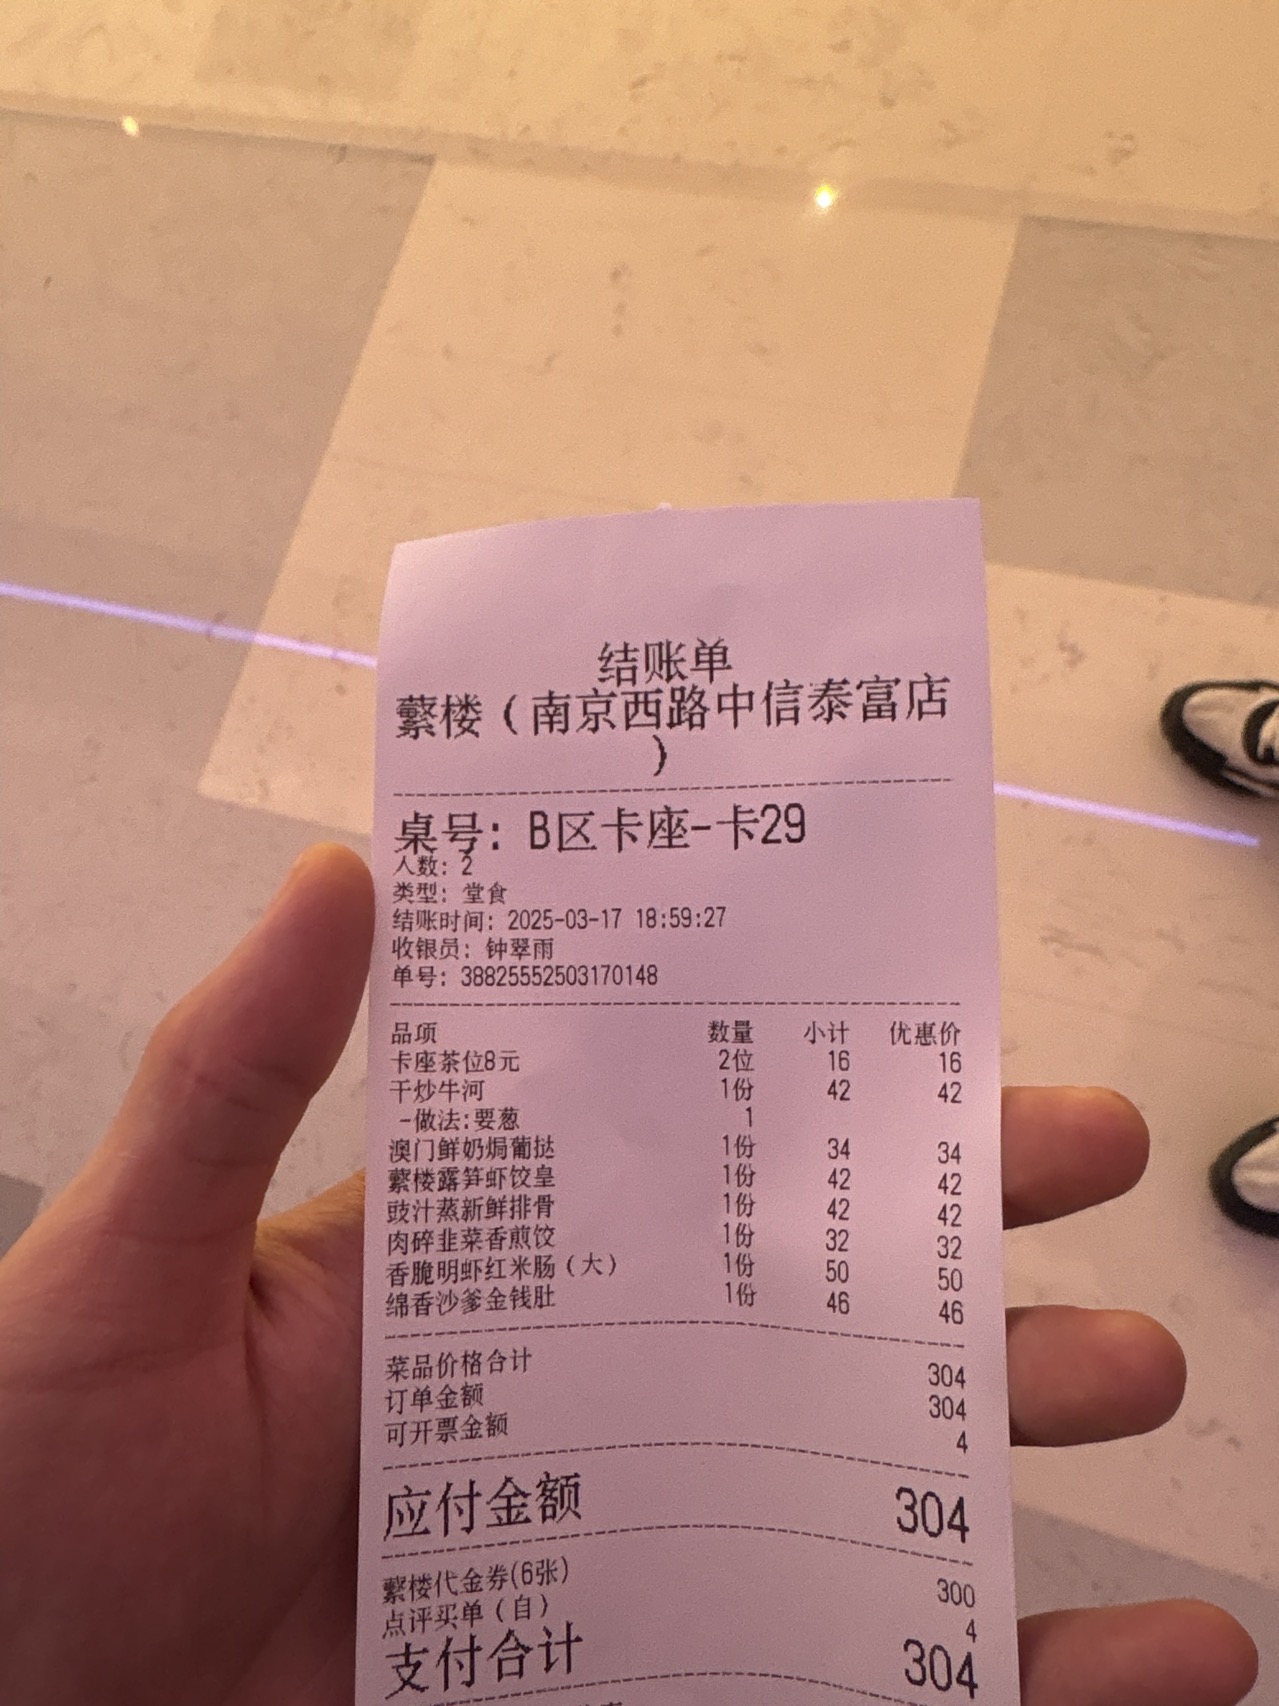 结账单
蘩楼（南京西路中信泰富店
）
桌号: B区卡座-卡29
人数: 2
类型: 堂食
结账时间: 2025-03-17 18:59:27
收银员: 钟翠雨
单号: 38825552503170148
品项 数量 小计 优惠价
卡座茶位8元 2位 16 16
干炒牛河 1份 42 42
-做法:要葱 1
澳门鲜奶焗葡挞 1份 34 34
蘩楼露笋虾饺皇 1份 42 42
豉汁蒸新鲜排骨 1份 42 42
肉碎韭菜香煎饺 1份 32 32
香脆明虾红米肠（大） 1份 50 50
绵香沙爹金钱肚 1份 46 46
菜品价格合计 304
订单金额 304
可开票金额 4
应付金额 304
蘩楼代金券(6张) 300
点评买单（自） 4
支付合计 304